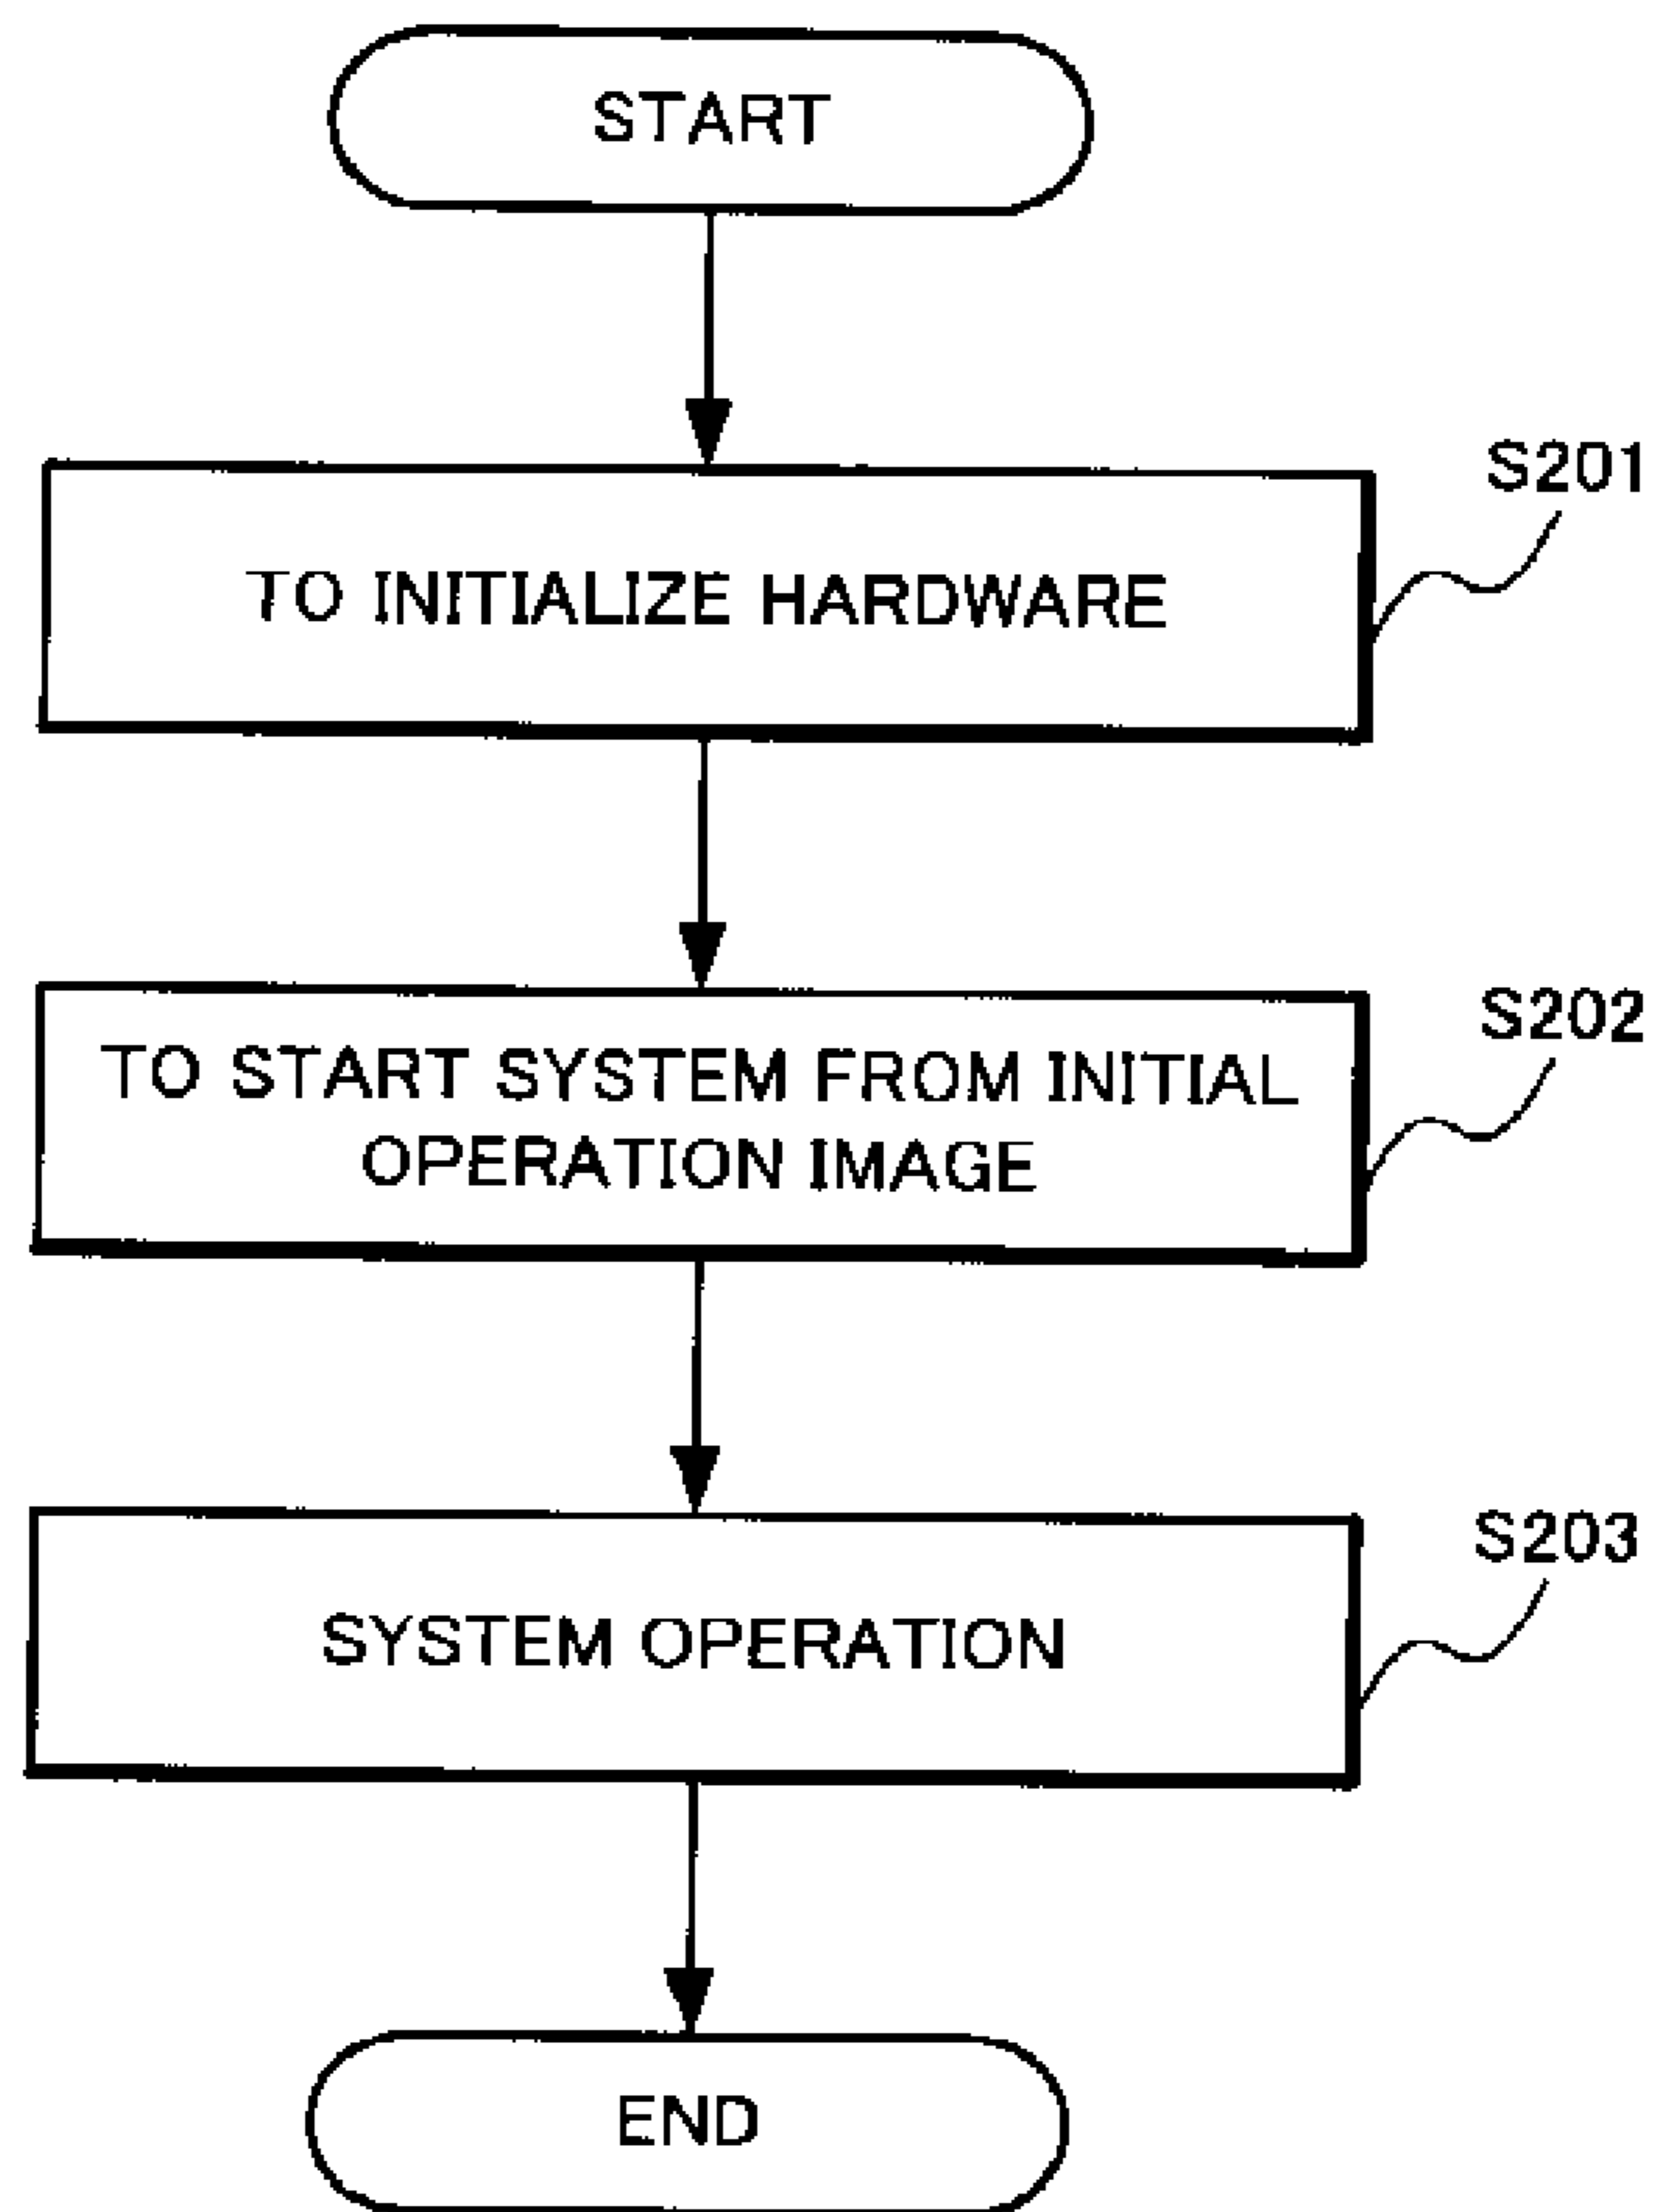 START
S201
TO INITIALIZE HARDWARE
S202
TO START SYSTEM FROM INITIAL
OPERATION IMAGE
S203
SYSTEM OPERATION
END